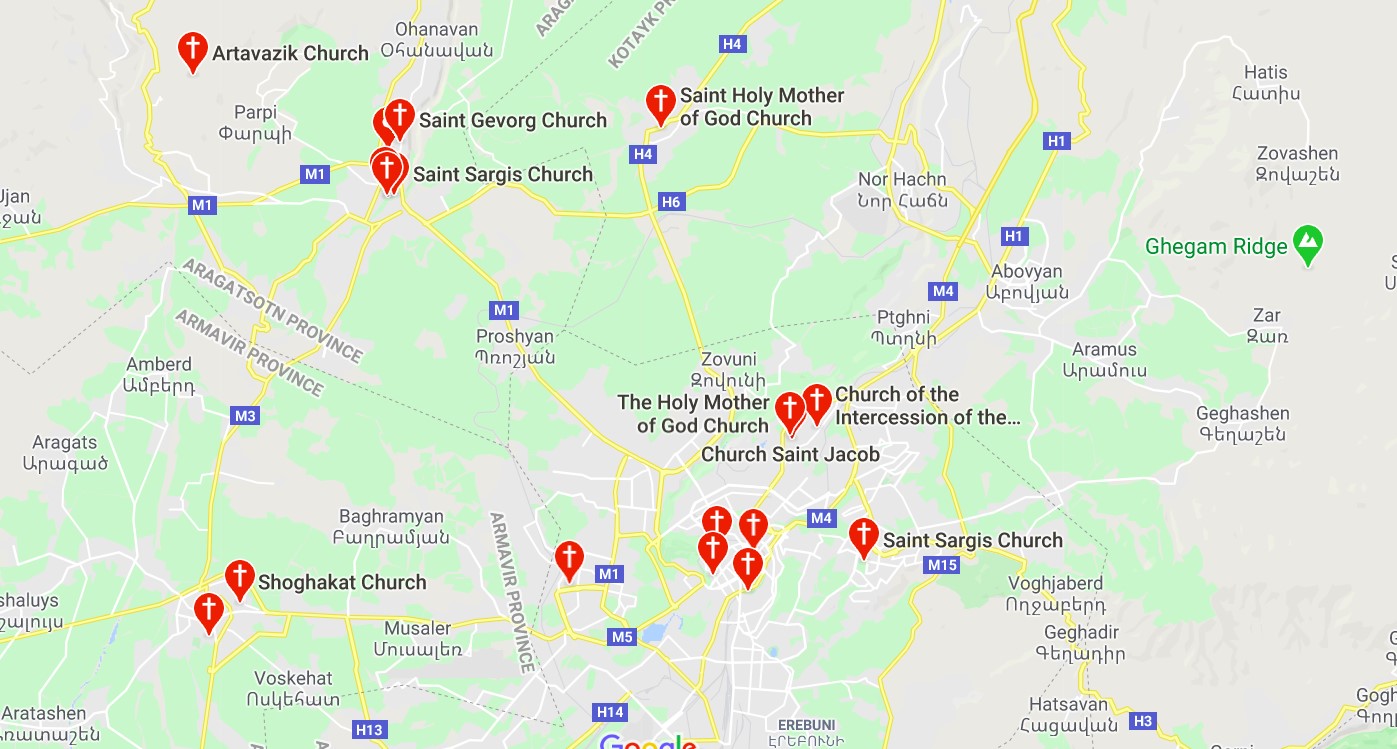 Ohanavan
Օհանավան
ARAG
KOTAYK PR
H4
Artavazik Church
Hatis
Հատիս
Saint Holy Mother
of God Church
Parpi
Փարպի
Saint Gevorg Church
H1
H4
Zovashen
Զովաշեն
M1
Saint Sargis Church
Nor Hachn
Նոր Հաճն
Ujan
M1
H6
H1
Ghegam Ridge
ARAGATSOTN PROVINCE
Abovyan
Աբովյան
M4
M1
ARMAVIR PROVINCE
Ptghni
Պտղնի
Zar
Զառ
Proshyan
Պռոշյան
Zovuni
Զովունի
Aramus
Արամուս
Amberd
Ամբերդ
The Holy Mother
of God Church
Church of the
Intercession of the...
M3
Geghashen
Գեղաշեն
Aragats
Արագած
Church Saint Jacob
Baghramyan
Բաղրամյան
M4
ARMAVIR PROVINCE
Saint Sargis Church
M15
M1
Shoghakat Church
Voghjaberd
Ողջաբերդ
shaluys
շալույս
Musaler
Մուսալեռ
M5
Geghadir
Գեղադիր
Voskehat
Ոսկեհատ
Hatsavan
Հացավան
Gogh
Aratashen
H14
H3
H13
EREBUNI
ԷՐԵԲՈՒՆԻ
Google